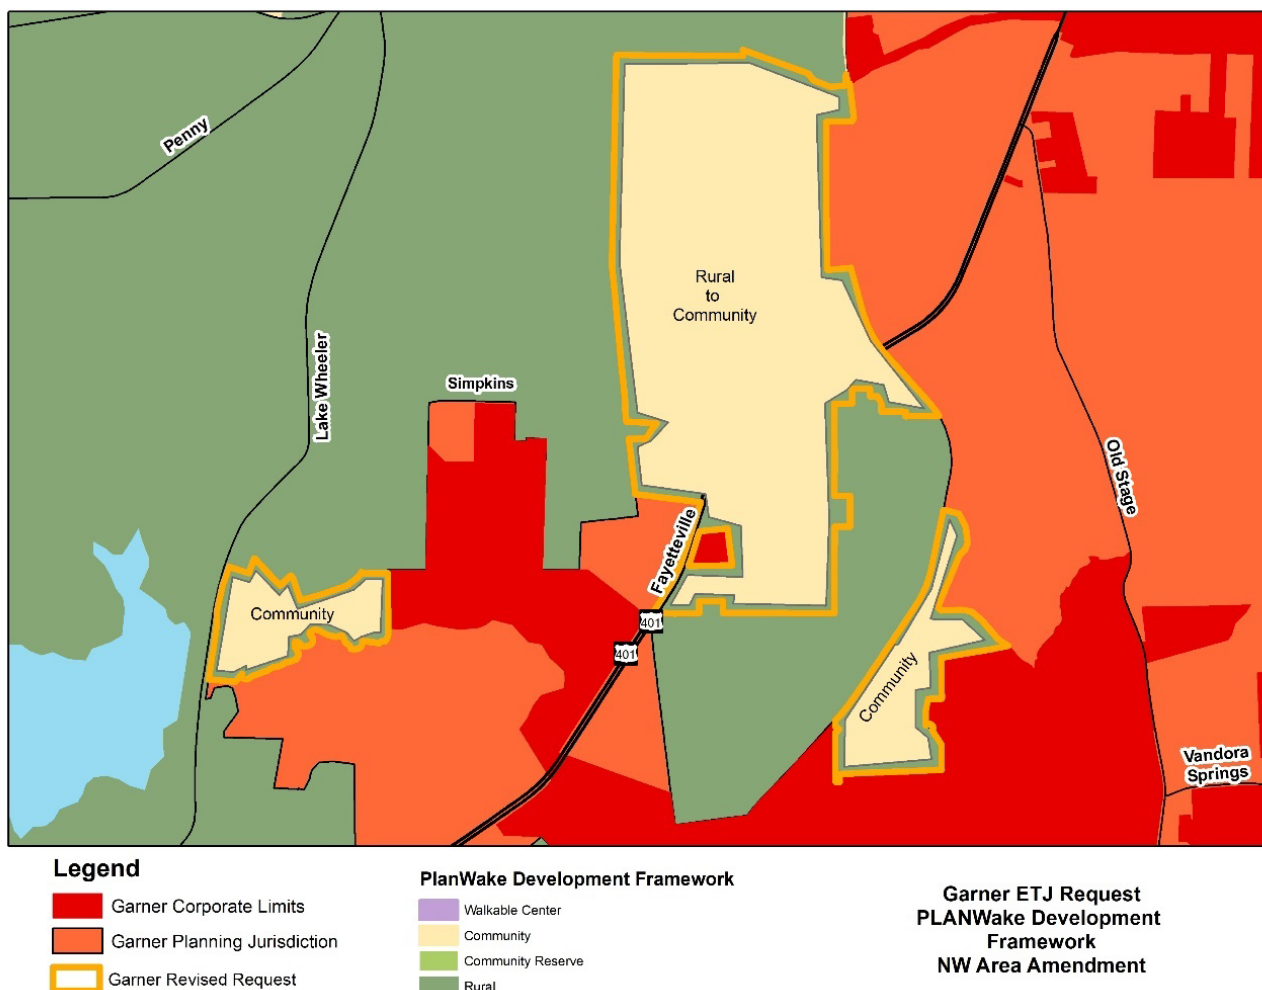 Penny
Lake Wheeler
Simpkins
Rural
to
Community
Fayetteville
401
401
Community
Community
Old Stage
Vandora
Springs
Legend
Garner Corporate Limits
Garner Planning Jurisdiction
Garner Revised Request
PlanWake Development Framework
Walkable Center
Community
Community Reserve
Rural
Garner ETJ Request
PLANWake Development
Framework
NW Area Amendment